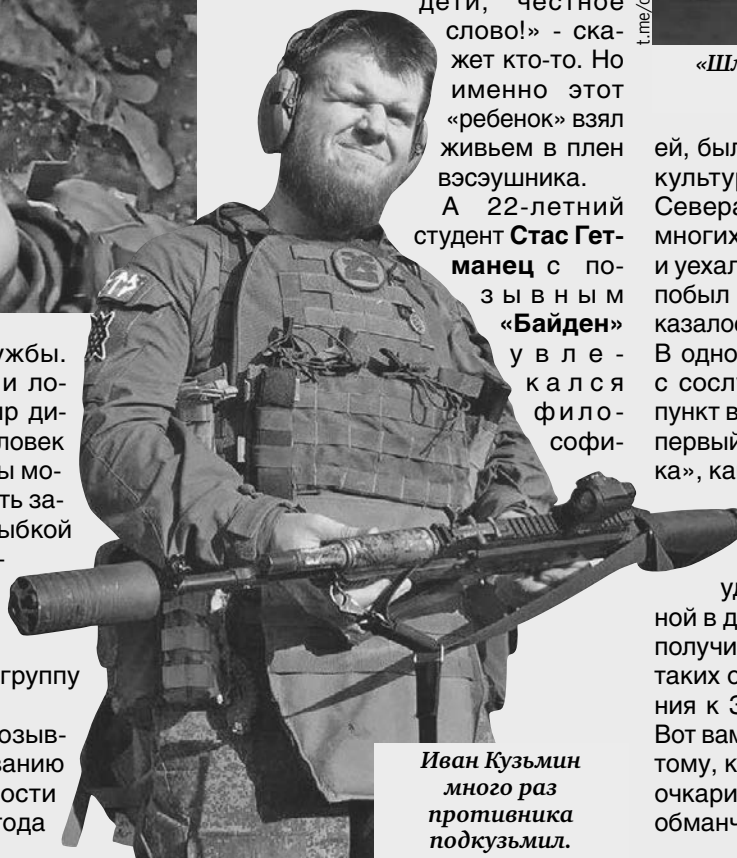 дети, честное
слово!» - ска-
жет кто-то. Но
именно этот
«ребенок» взял
живьем в плен
вэсэушника.
А 22-летний
студент Стас Гет-
манец с по-
зывным
«Байден»
увле-
кался
фило-
софи-
ужбы.
и ло-
ир ди-
ловек
ы мо-
ть за-
ыбкой
-
группу
озыв-
ванию
ости
года
Иван Кузьмин
много раз
противника
подкузьмил.
t.me/
«Шл
ей, был
культур
Севера
многих
и уехал
побыл
казалос
В одно
с сослу
пункт в
первый
ка», ка
уд
ной в д
получи
таких о
ния к З
Вот вам
тому, к
очкари
обманч